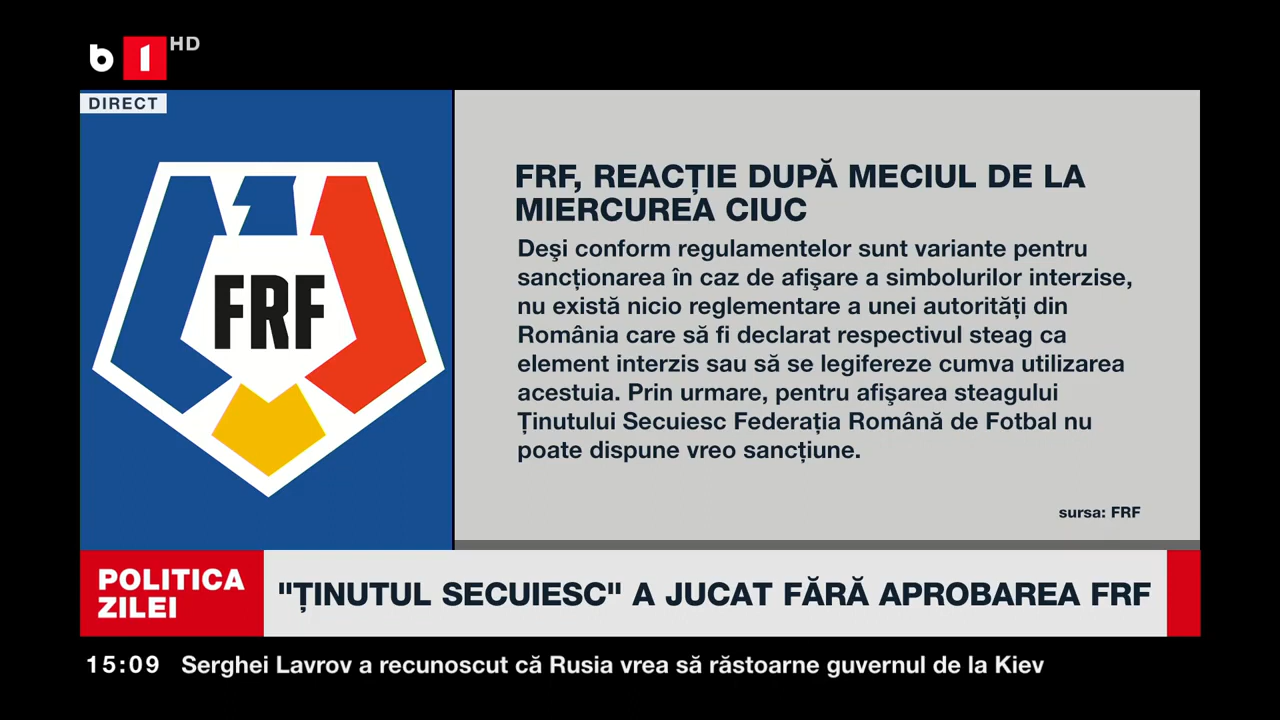 b 1 HD
DIRECT
FRF
FRF, REACȚIE DUPĂ MECIUL DE LA
MIERCUREA CIUC
Deşi conform regulamentelor sunt variante pentru
sancționarea în caz de afişare a simbolurilor interzise,
nu există nicio reglementare a unei autorități din
România care să fi declarat respectivul steag ca
element interzis sau să se legifereze cumva utilizarea
acestuia. Prin urmare, pentru afişarea steagului
Ținutului Secuiesc Federația Română de Fotbal nu
poate dispune vreo sancțiune.
sursa: FRF
POLITICA
ZILEI
"ȚINUTUL SECUIESC" A JUCAT FĂRĂ APROBAREA FRF
15:09 Serghei Lavrov a recunoscut că Rusia vrea să răstoarne guvernul de la Kiev